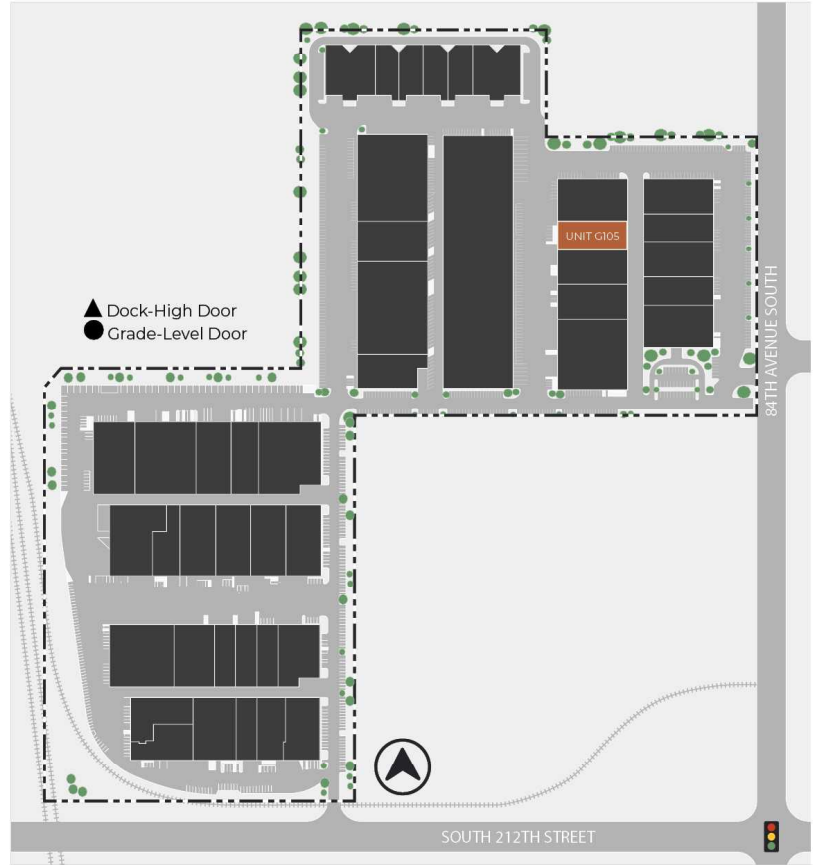 UNIT G105
Dock-High Door
Grade-Level Door
84TH AVENUE SOUTH
SOUTH 212TH STREET